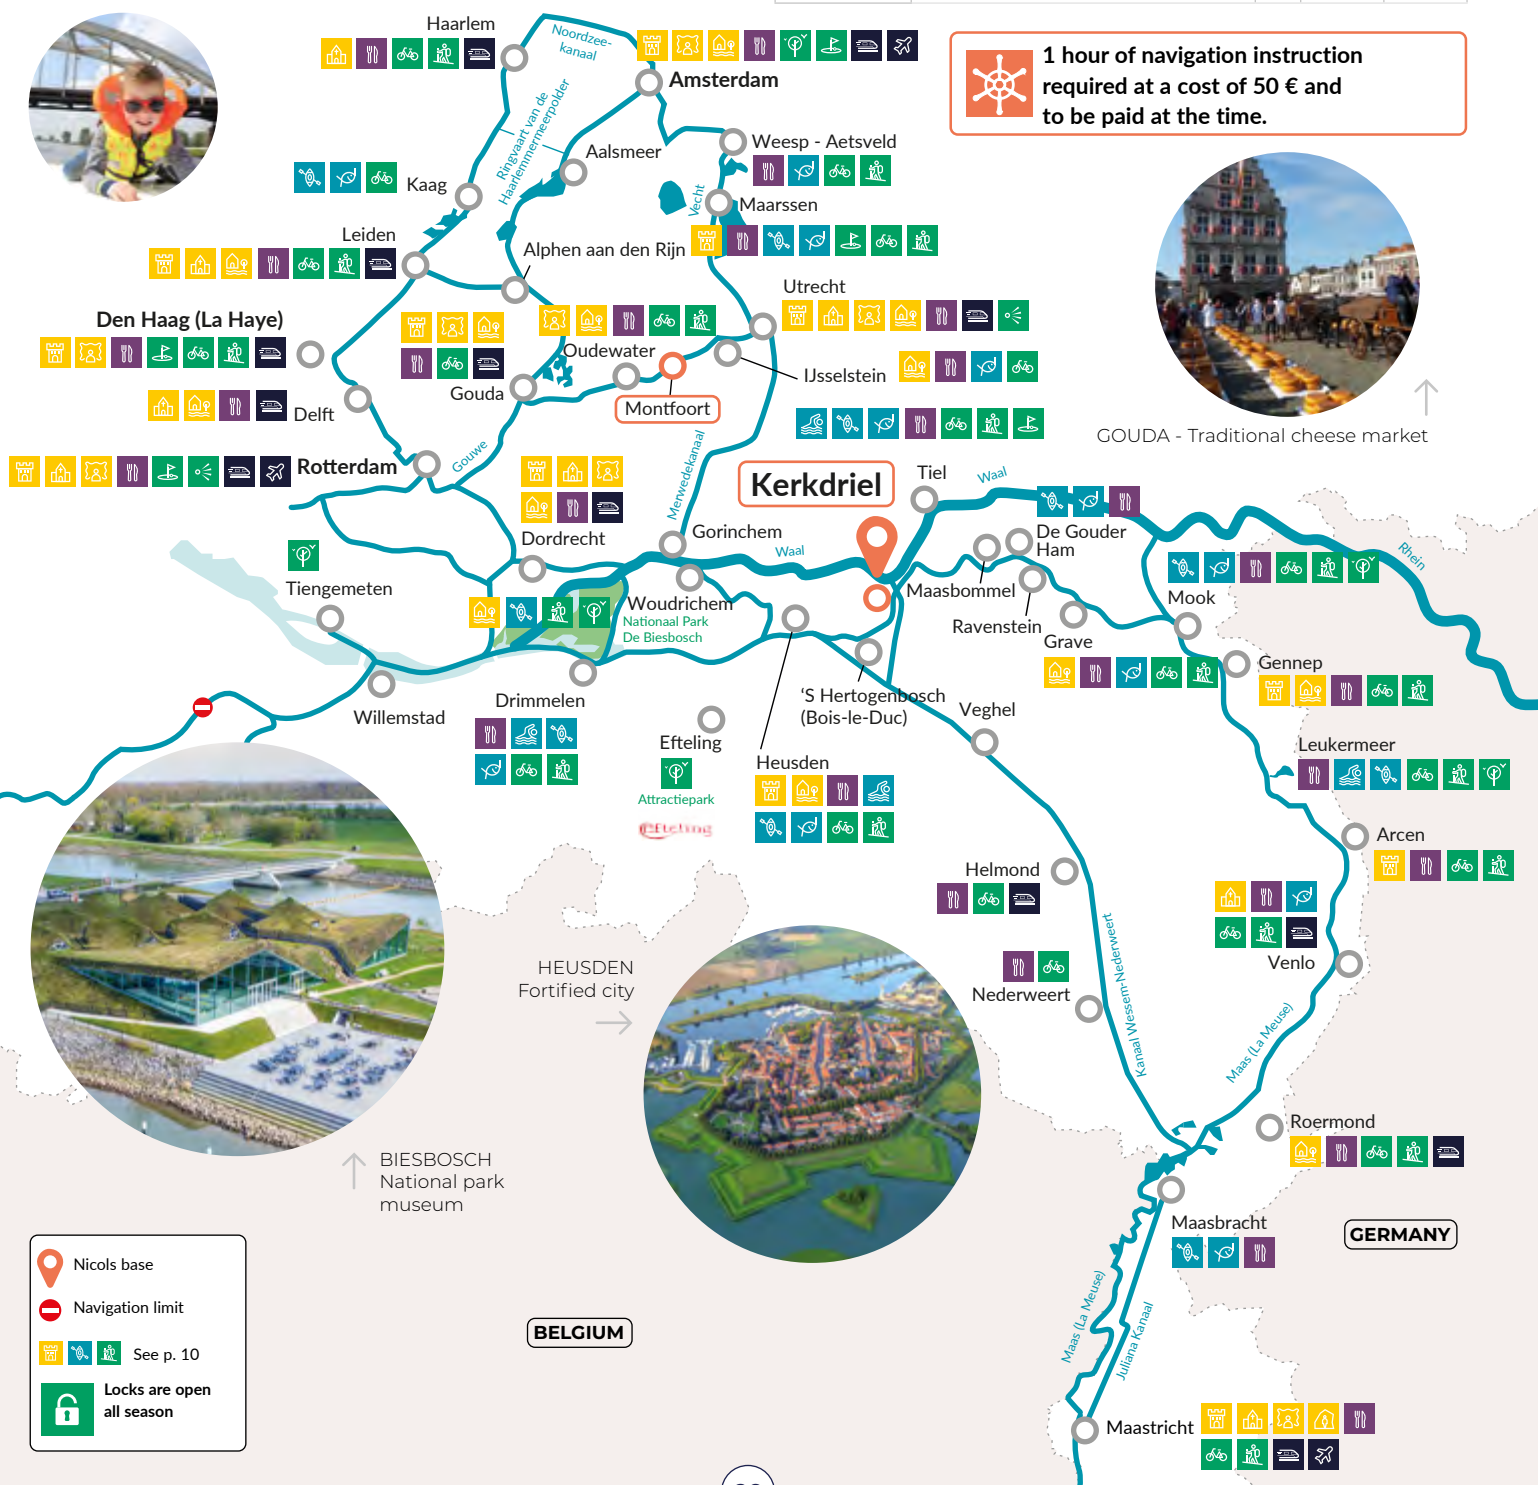 Haarlem
Noordzee-
kanaal
Amsterdam
1 hour of navigation instruction
required at a cost of 50 € and
to be paid at the time.
Ringvaart van de
Haarlemmermeerpolder
Aalsmeer
Weesp - Aetsveld
Kaag
Vecht
Maarssen
Leiden
Alphen aan den Rijn
Utrecht
Den Haag (La Haye)
Oudewater
IJsselstein
Gouda
Montfoort
Delft
GOUDA - Traditional cheese market
Rotterdam
Gouwe
Merwedekanaal
Kerkdriel
Tiel
Waal
De Gouder
Ham
Gorinchem
Dordrecht
Waal
Rhein
Tiengemeten
Maasbommel
Mook
Woudrichem
Nationaal Park
De Biesbosch
Ravenstein
Grave
Gennep
Drimmelen
'S Hertogenbosch
(Bois-le-Duc)
Veghel
Willemstad
Efteling
Attractiepark
Efteling
Heusden
Leukermeer
Arcen
Helmond
Kanaal Wessem-Nederweert
Venlo
HEUSDEN
Fortified city
Nederweert
Maas (La Meuse)
Roermond
BIESBOSCH
National park
museum
Maasbracht
GERMANY
Nicols base
Navigation limit
See p. 10
Locks are open
all season
BELGIUM
Maas (La Meuse)
Juliana Kanaal
Maastricht